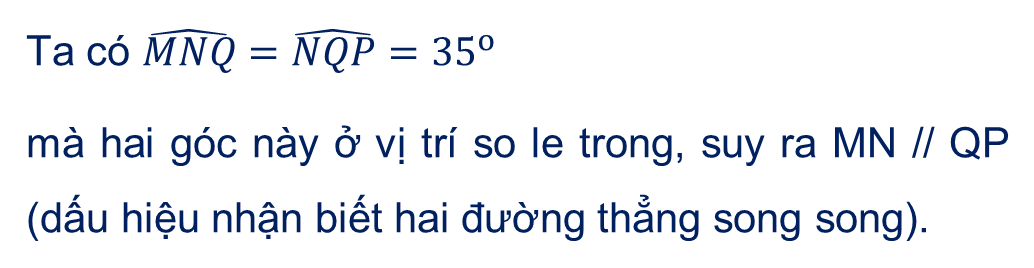 Ta có $\widehat{MNQ} = \widehat{NQP} = 35^{\text{o}}$
mà hai góc này ở vị trí so le trong, suy ra MN // QP
(dấu hiệu nhận biết hai đường thẳng song song).